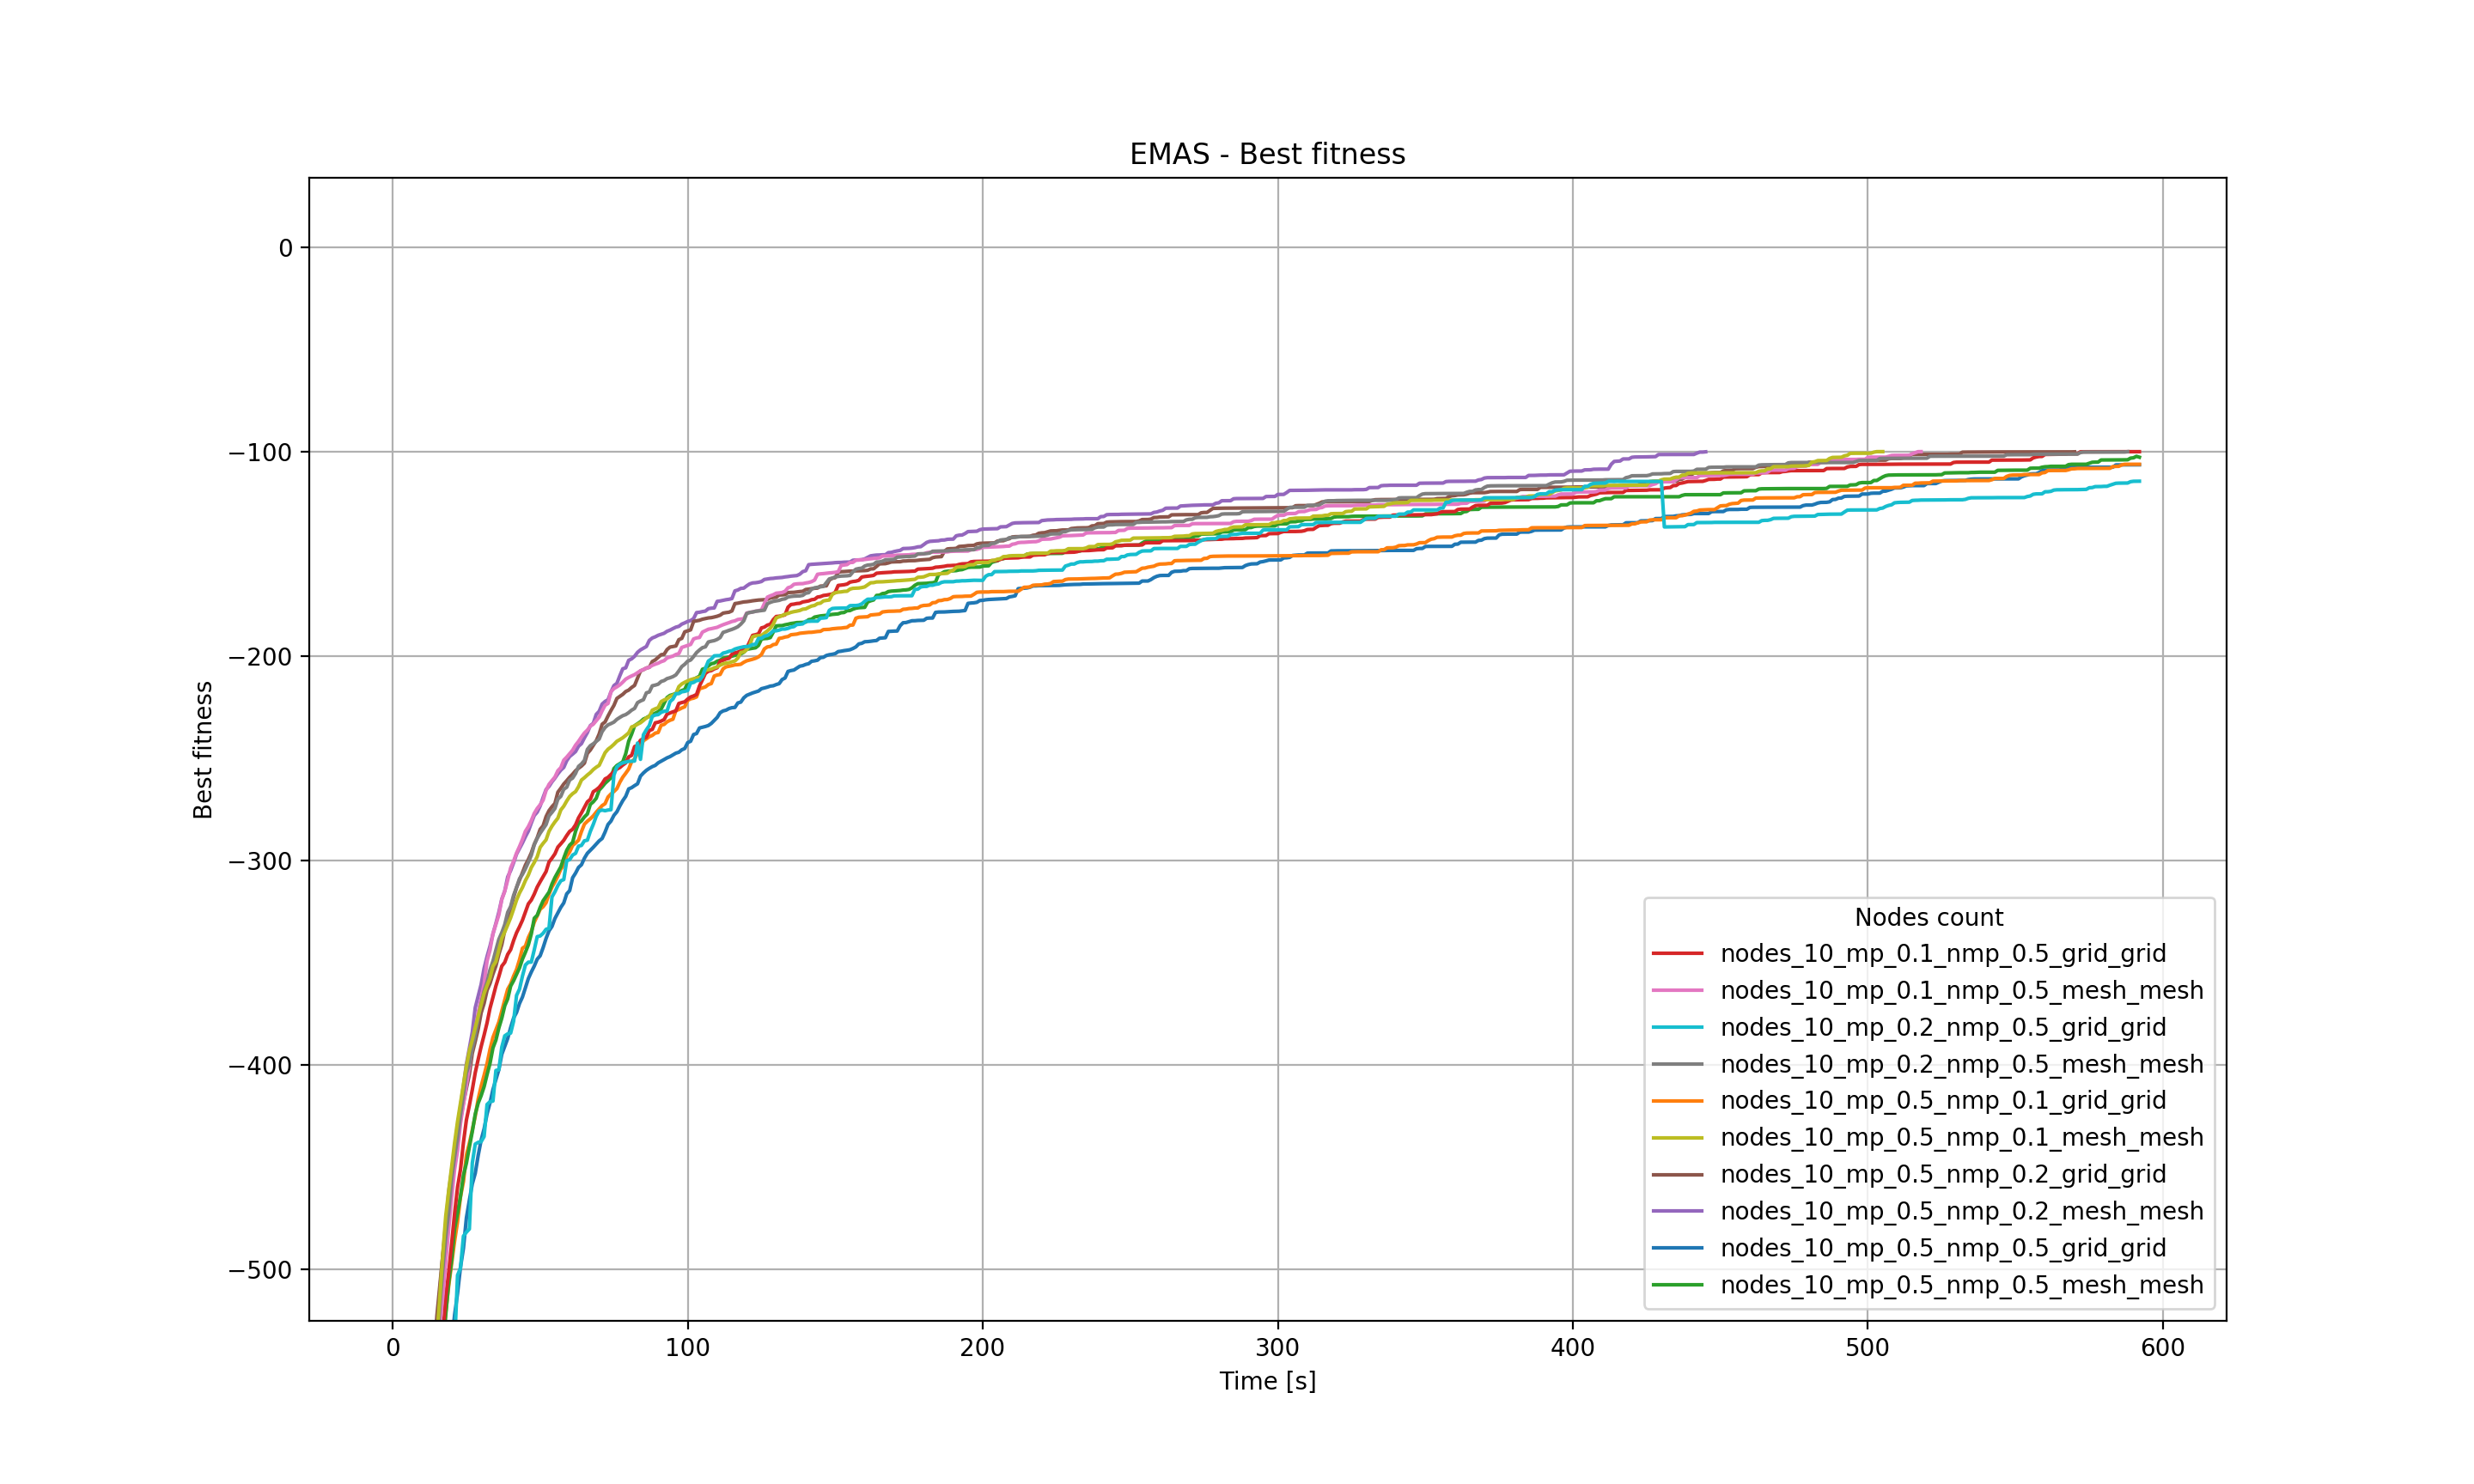 EMAS - Best fitness
0
−100
−200
−300
−400
−500
Best fitness
0 100 200 300 400 500 600
Time [s]
Nodes count
nodes_10_mp_0.1_nmp_0.5_grid_grid
nodes_10_mp_0.1_nmp_0.5_mesh_mesh
nodes_10_mp_0.2_nmp_0.5_grid_grid
nodes_10_mp_0.2_nmp_0.5_mesh_mesh
nodes_10_mp_0.5_nmp_0.1_grid_grid
nodes_10_mp_0.5_nmp_0.1_mesh_mesh
nodes_10_mp_0.5_nmp_0.2_grid_grid
nodes_10_mp_0.5_nmp_0.2_mesh_mesh
nodes_10_mp_0.5_nmp_0.5_grid_grid
nodes_10_mp_0.5_nmp_0.5_mesh_mesh